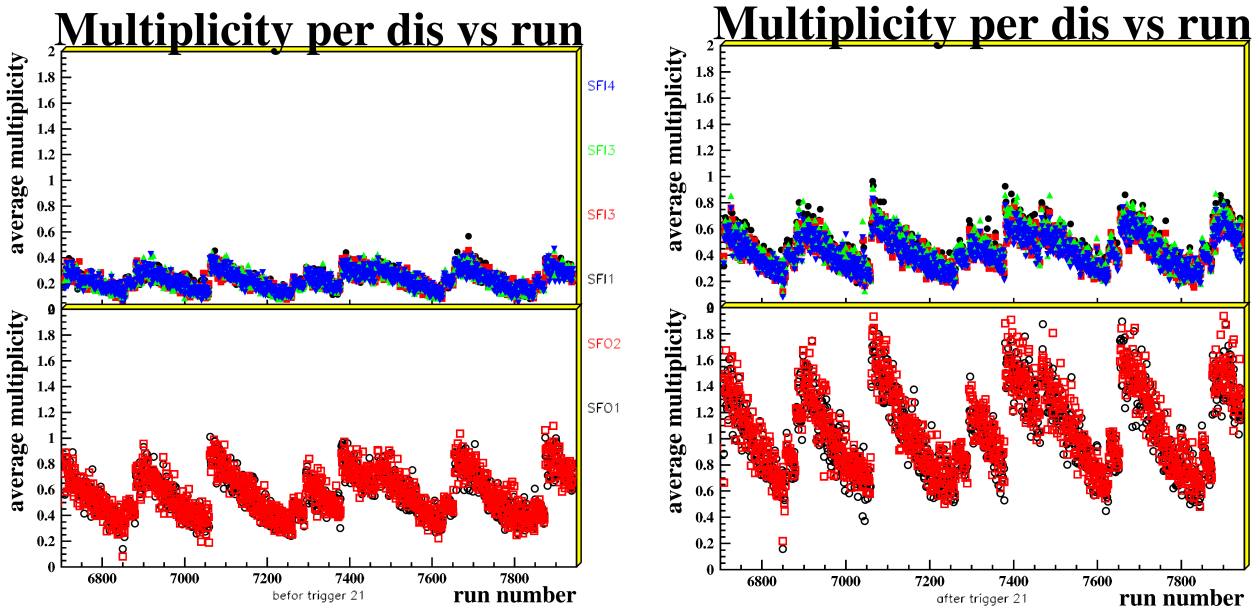 Multiplicity per dis vs run
average multiplicity
2
1.8
1.6
1.4
1.2
1
0.8
0.6
0.4
0.2
0
SFI4
SFI3
SFI3
SFI1
SFO2
SFO1
average multiplicity
1.8
1.6
1.4
1.2
1
0.8
0.6
0.4
0.2
0
6800 7000 7200 7400 7600 7800
befor trigger 21
run number
Multiplicity per dis vs run
average multiplicity
2
1.8
1.6
1.4
1.2
1
0.8
0.6
0.4
0.2
0
average multiplicity
1.8
1.6
1.4
1.2
1
0.8
0.6
0.4
0.2
0
6800 7000 7200 7400 7600 7800
after trigger 21
run number